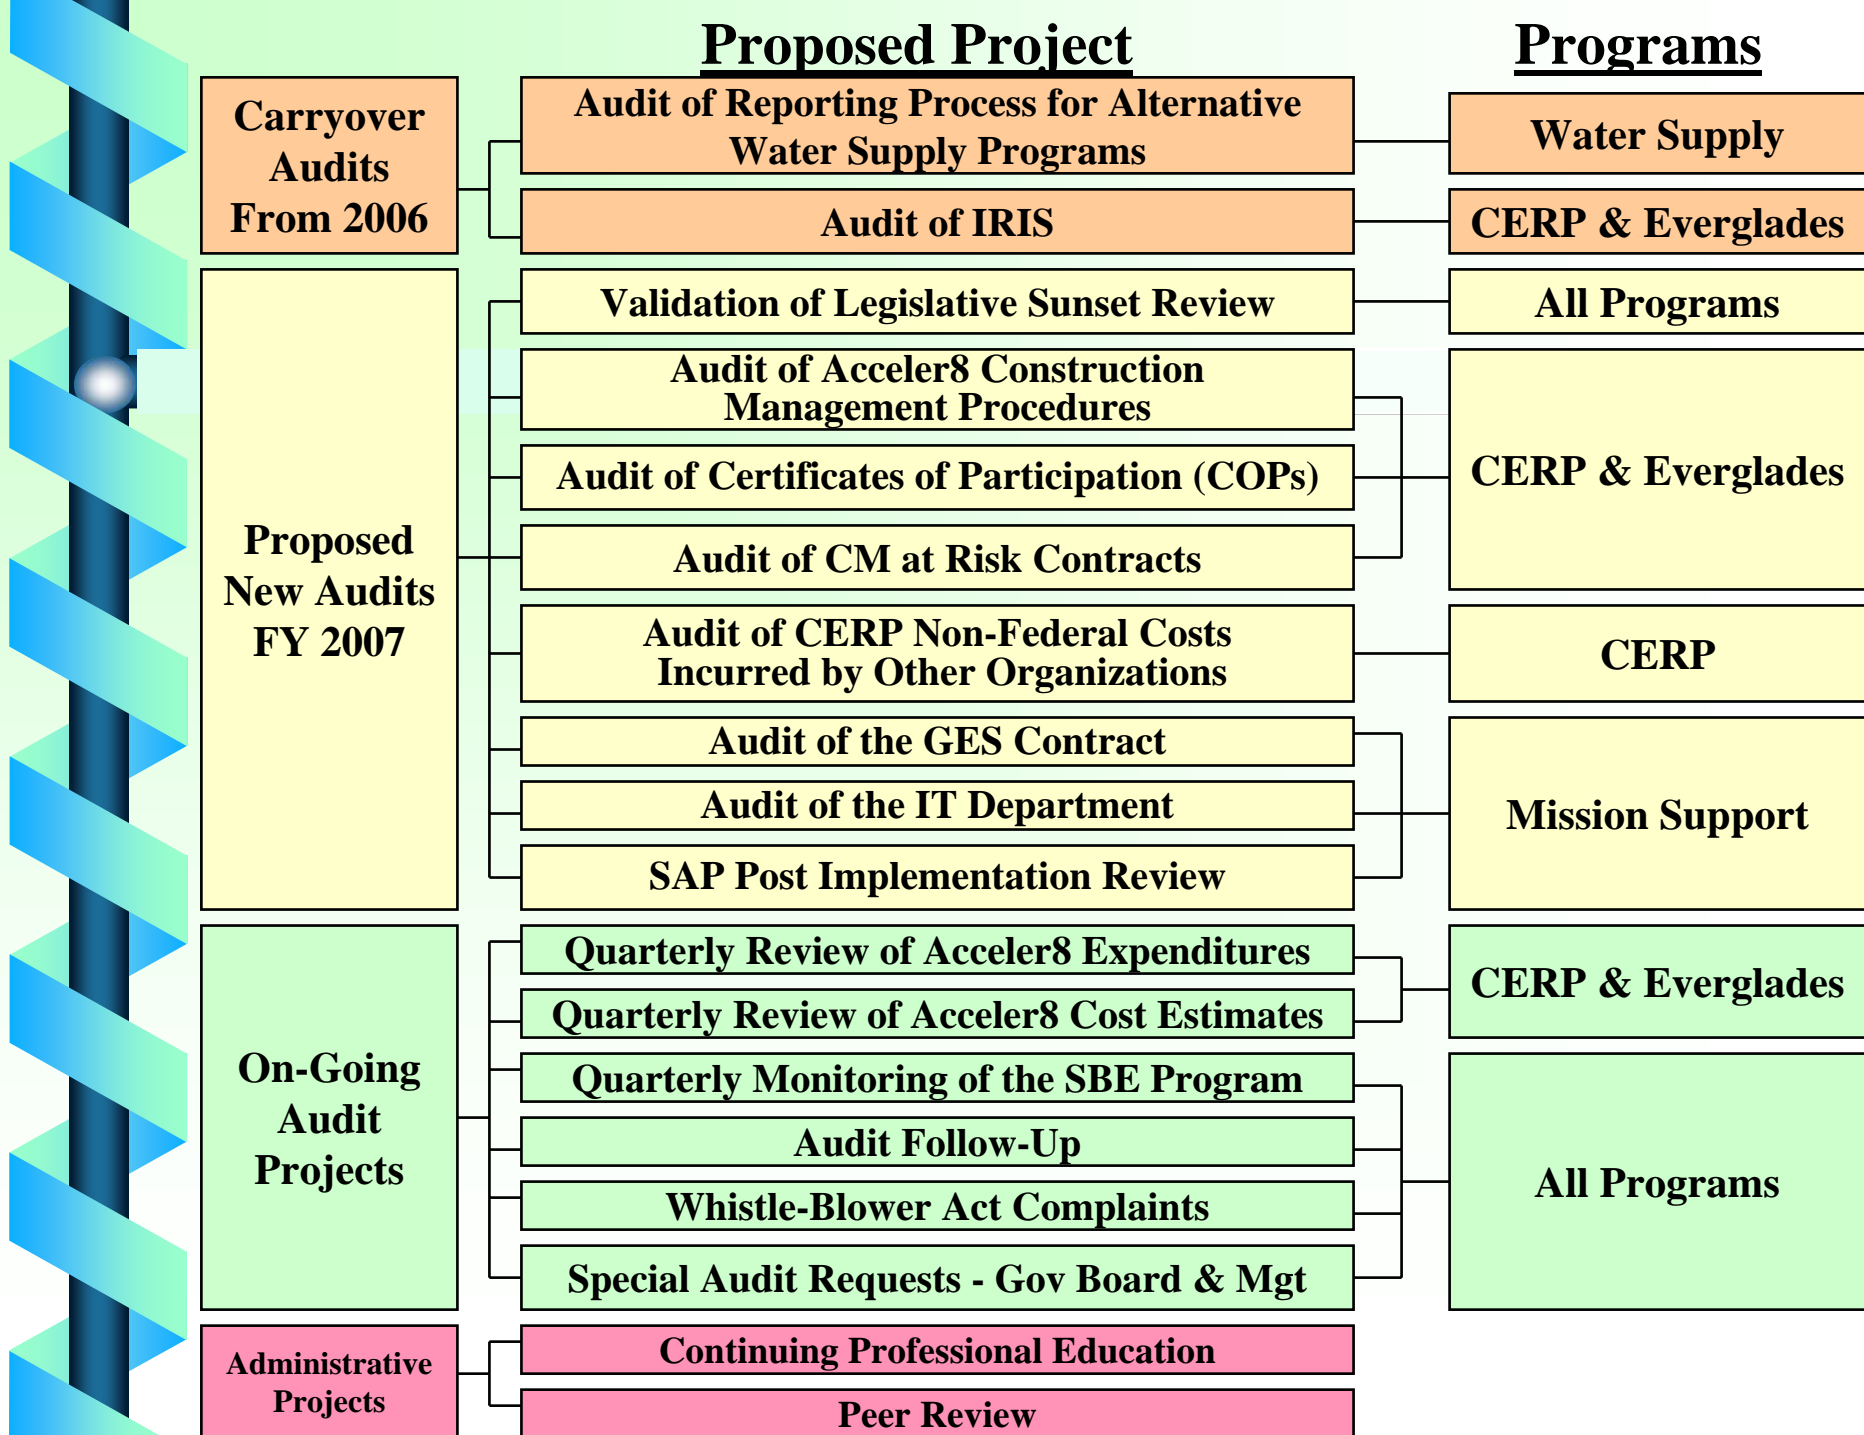 Proposed Project
Programs
Carryover
Audits
From 2006
Audit of Reporting Process for Alternative
Water Supply Programs
Water Supply
Audit of IRIS
CERP & Everglades
Proposed
New Audits
FY 2007
Validation of Legislative Sunset Review
All Programs
Audit of Acceler8 Construction
Management Procedures
Audit of Certificates of Participation (COPs)
Audit of CM at Risk Contracts
CERP & Everglades
Audit of CERP Non-Federal Costs
Incurred by Other Organizations
CERP
Audit of the GES Contract
Audit of the IT Department
SAP Post Implementation Review
Mission Support
On-Going
Audit
Projects
Quarterly Review of Acceler8 Expenditures
Quarterly Review of Acceler8 Cost Estimates
CERP & Everglades
Quarterly Monitoring of the SBE Program
Audit Follow-Up
Whistle-Blower Act Complaints
Special Audit Requests - Gov Board & Mgt
All Programs
Administrative
Projects
Continuing Professional Education
Peer Review